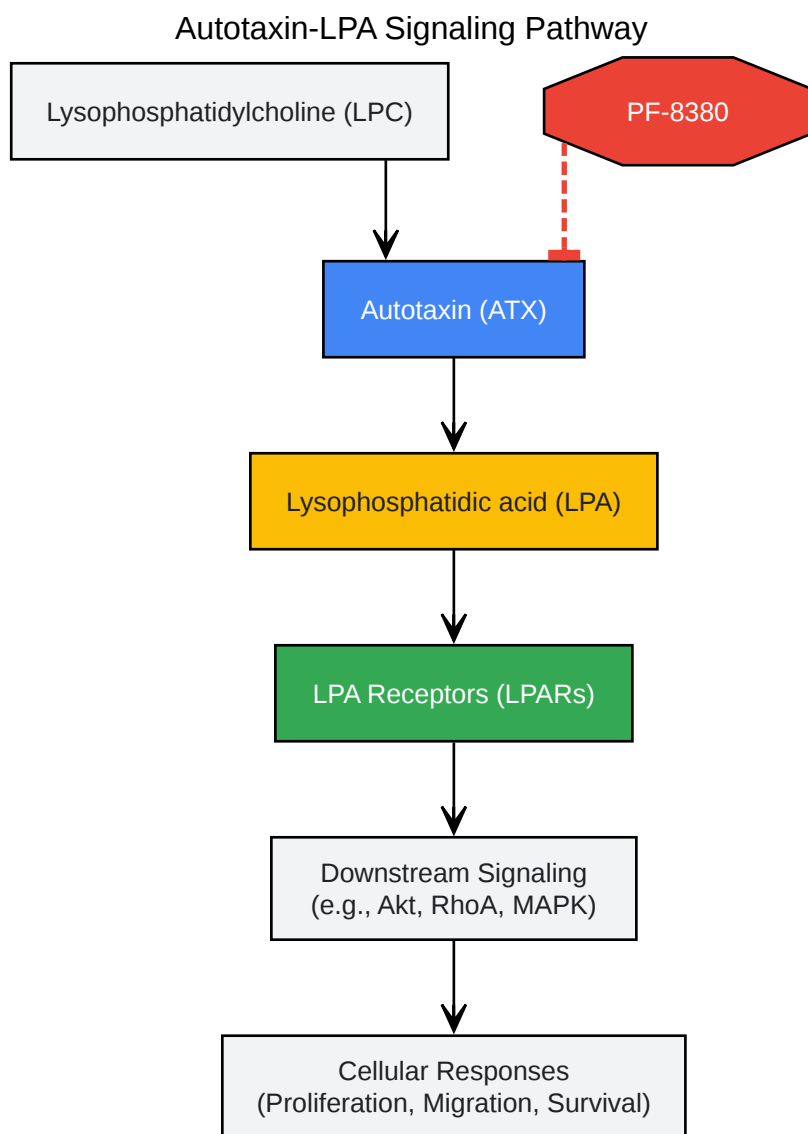 Autotaxin-LPA Signaling Pathway
Lysophosphatidylcholine (LPC)
PF-8380
Autotaxin (ATX)
Lysophosphatidic acid (LPA)
LPA Receptors (LPARs)
Downstream Signaling
(e.g., Akt, RhoA, MAPK)
Cellular Responses
(Proliferation, Migration, Survival)